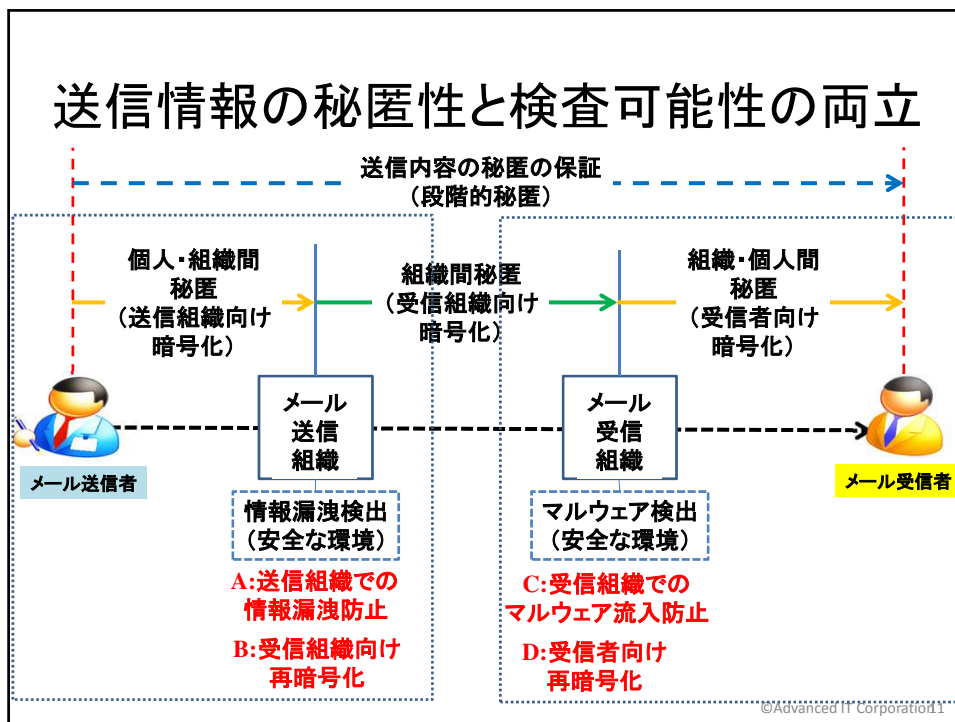 送信情報の秘匿性と検査可能性の両立
送信内容の秘匿の保証
（段階的秘匿）
個人・組織間
秘匿
（送信組織向け
暗号化）
組織間秘匿
（受信組織向け
暗号化）
組織・個人間
秘匿
（受信者向け
暗号化）
メール
送信
組織
メール
受信
組織
メール送信者
メール受信者
情報漏洩検出
（安全な環境）
マルウェア検出
（安全な環境）
A:送信組織での
情報漏洩防止
B:受信組織向け
再暗号化
C:受信組織での
マルウェア流入防止
D:受信者向け
再暗号化
©Advanced IT Corporation
11